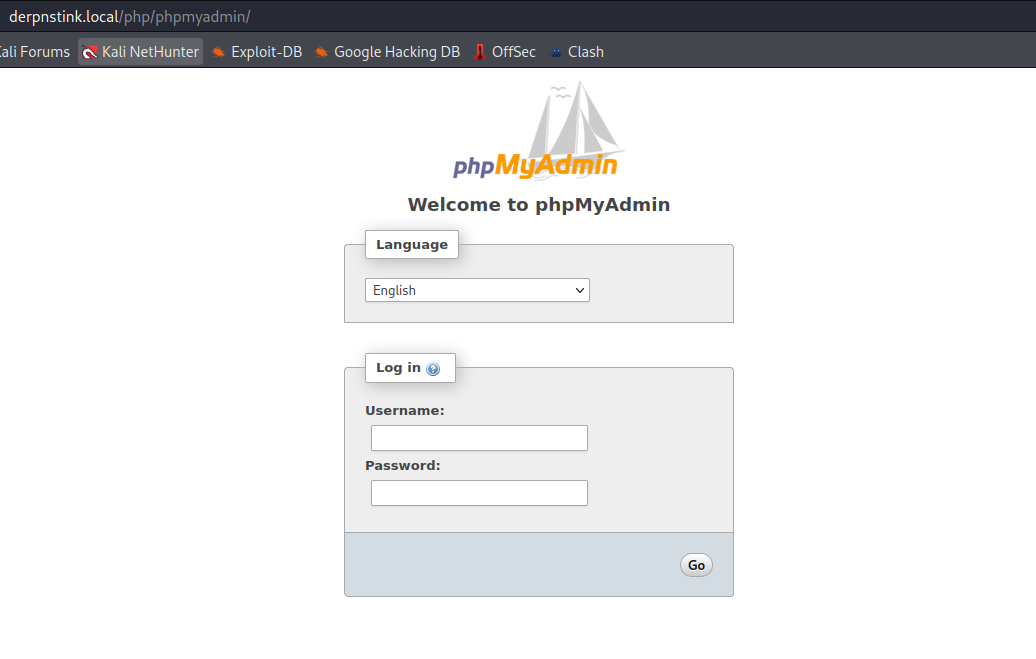 derpnstink.local/php/phpmyadmin/
ali Forums Kali NetHunter Exploit-DB Google Hacking DB OffSec Clash
phpMyAdmin
Welcome to phpMyAdmin
Language
English
Log in
Username:
Password:
Go